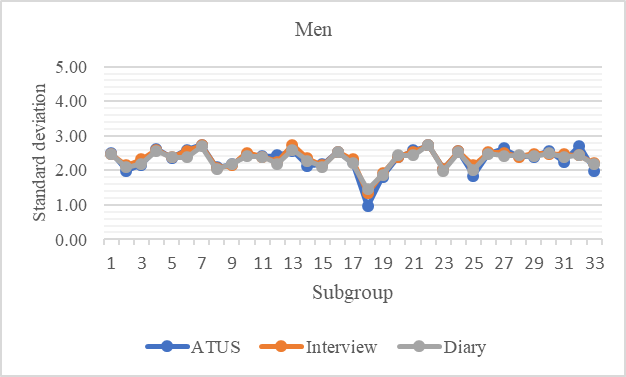 Men
5.00
4.00
3.00
2.00
1.00
0.00
Standard deviation
1 3 5 7 9 11 13 15 17 19 21 23 25 27 29 31 33
Subgroup
ATUS Interview Diary